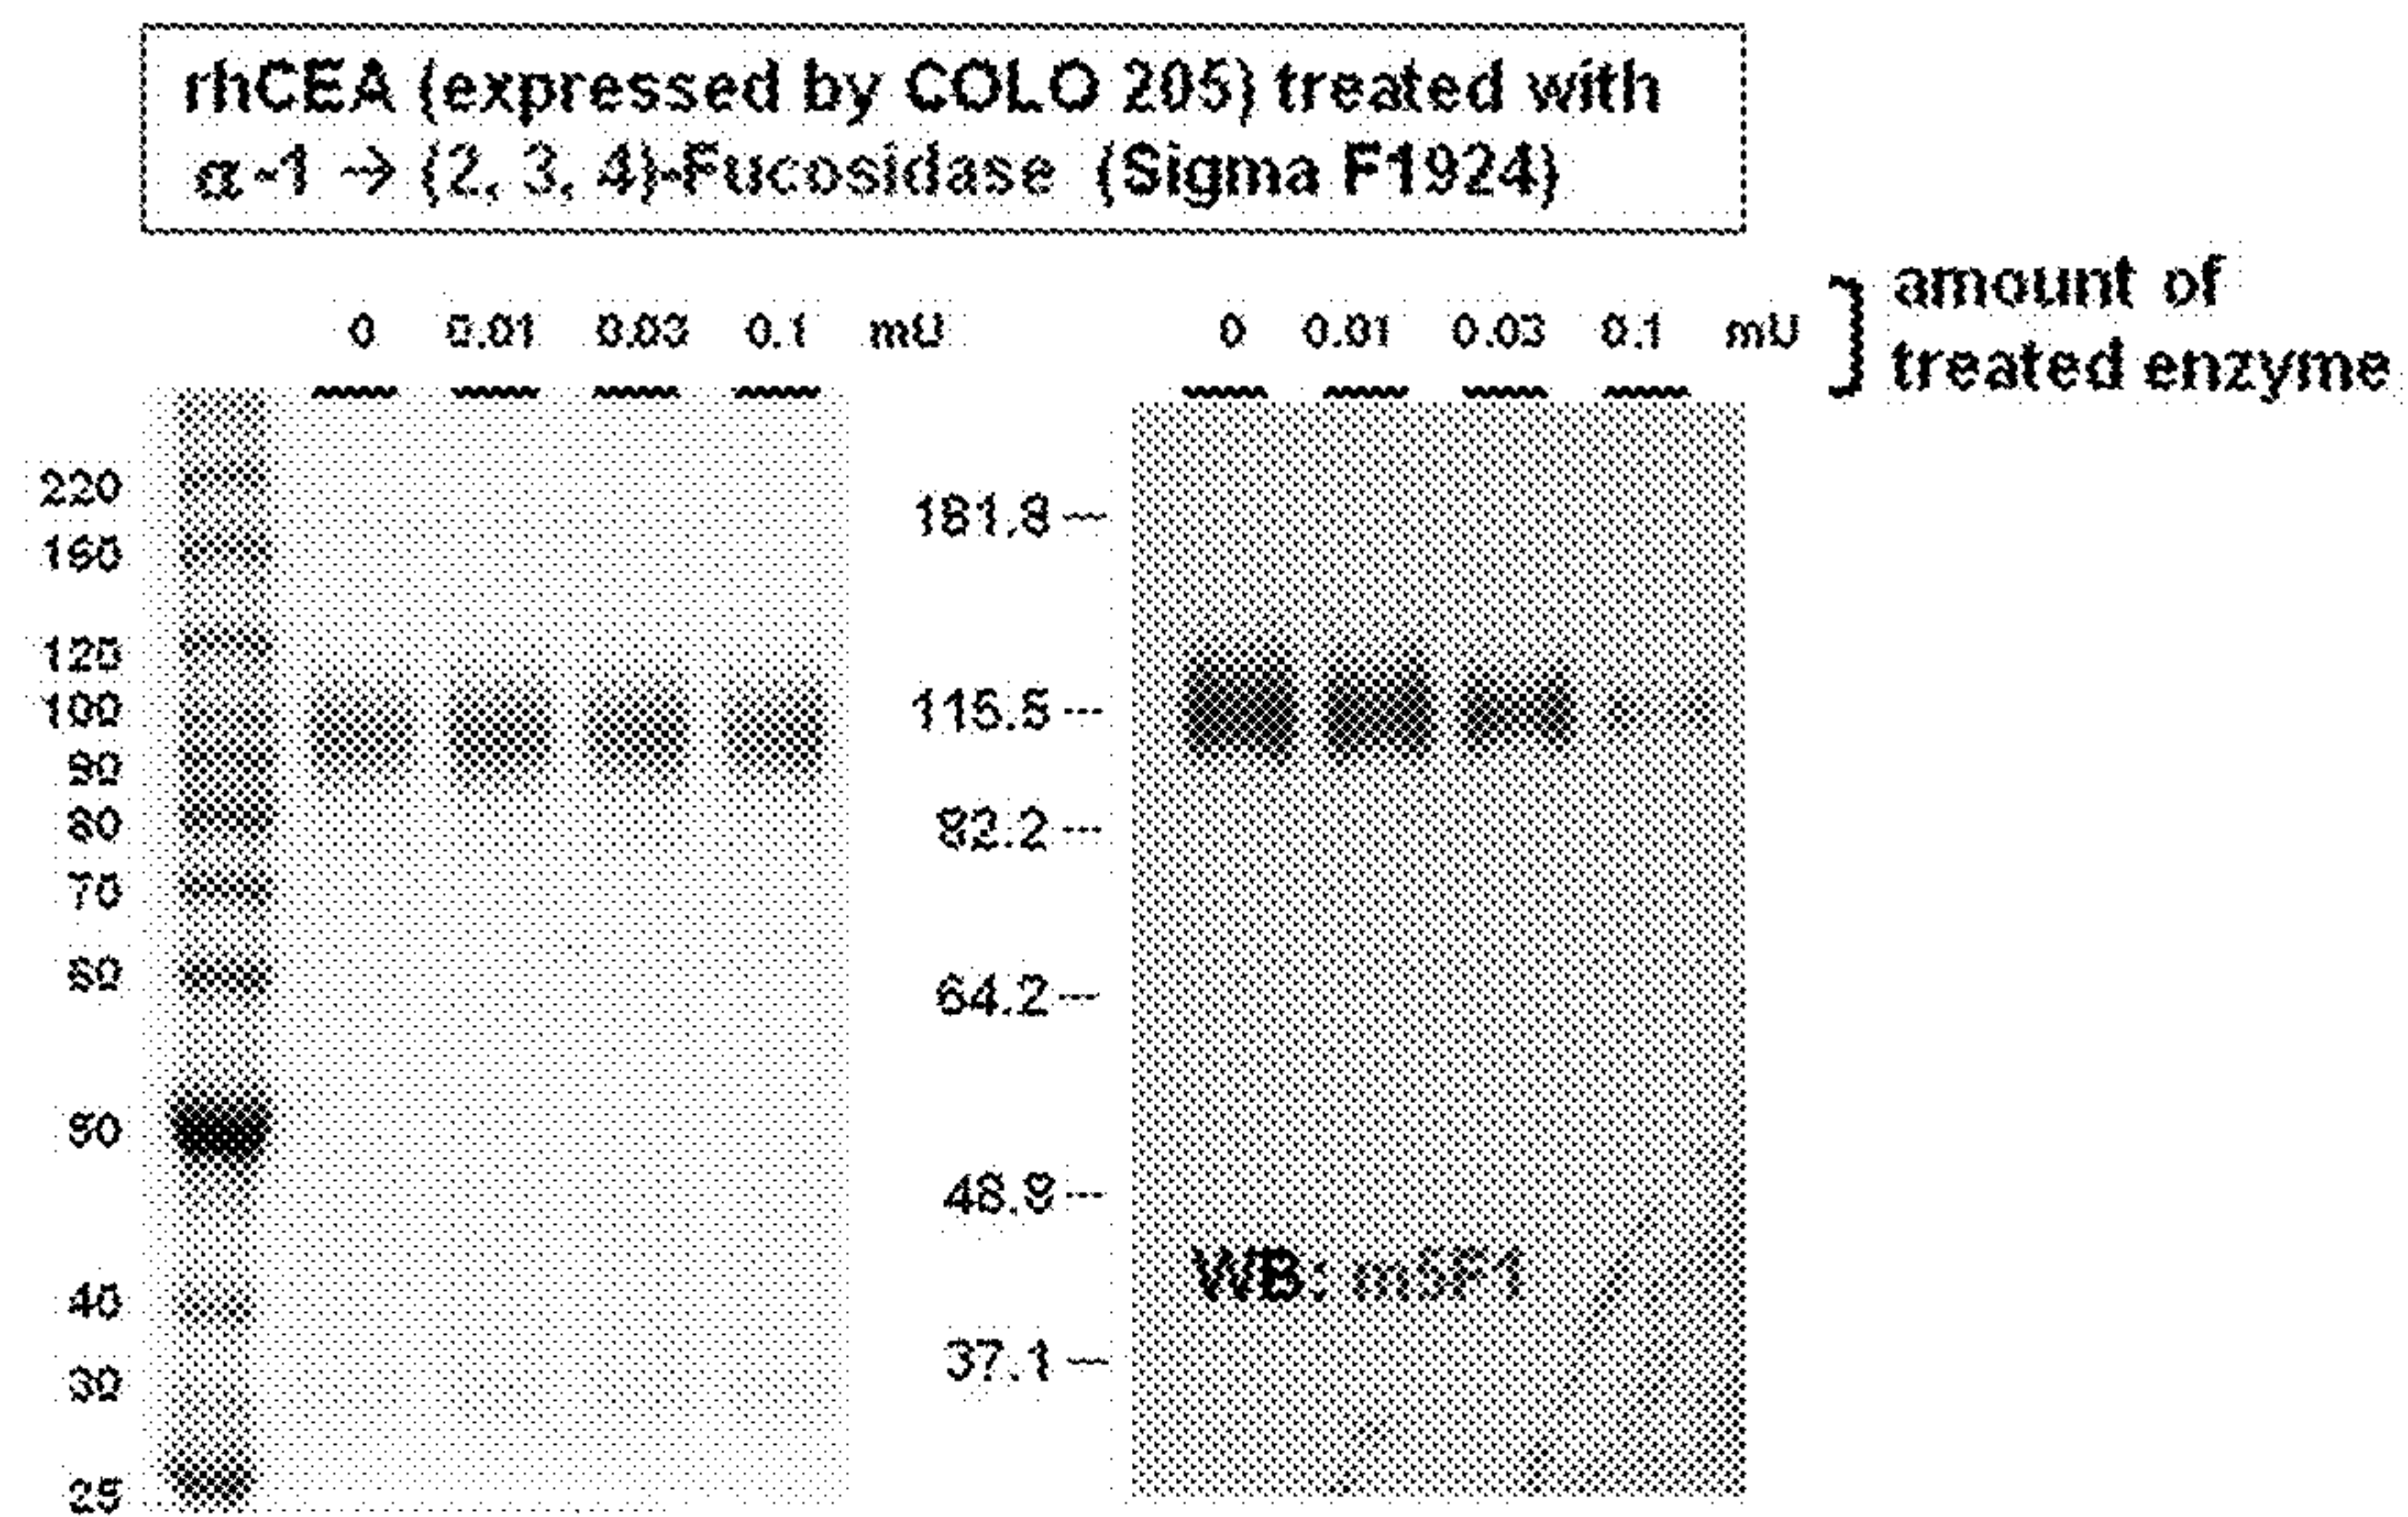 rhCEA (expressed by COLO 205) treated with
α-1 → (2, 3, 4)-Fucosidase (Sigma F1924)
0 0.01 0.03 0.1 mU
0 0.01 0.03 0.1 mU
amount of
treated enzyme
220
160
120
100
90
80
70
60
50
40
30
25
181.8
115.5
82.2
64.2
48.8
37.1
WB: m5F1